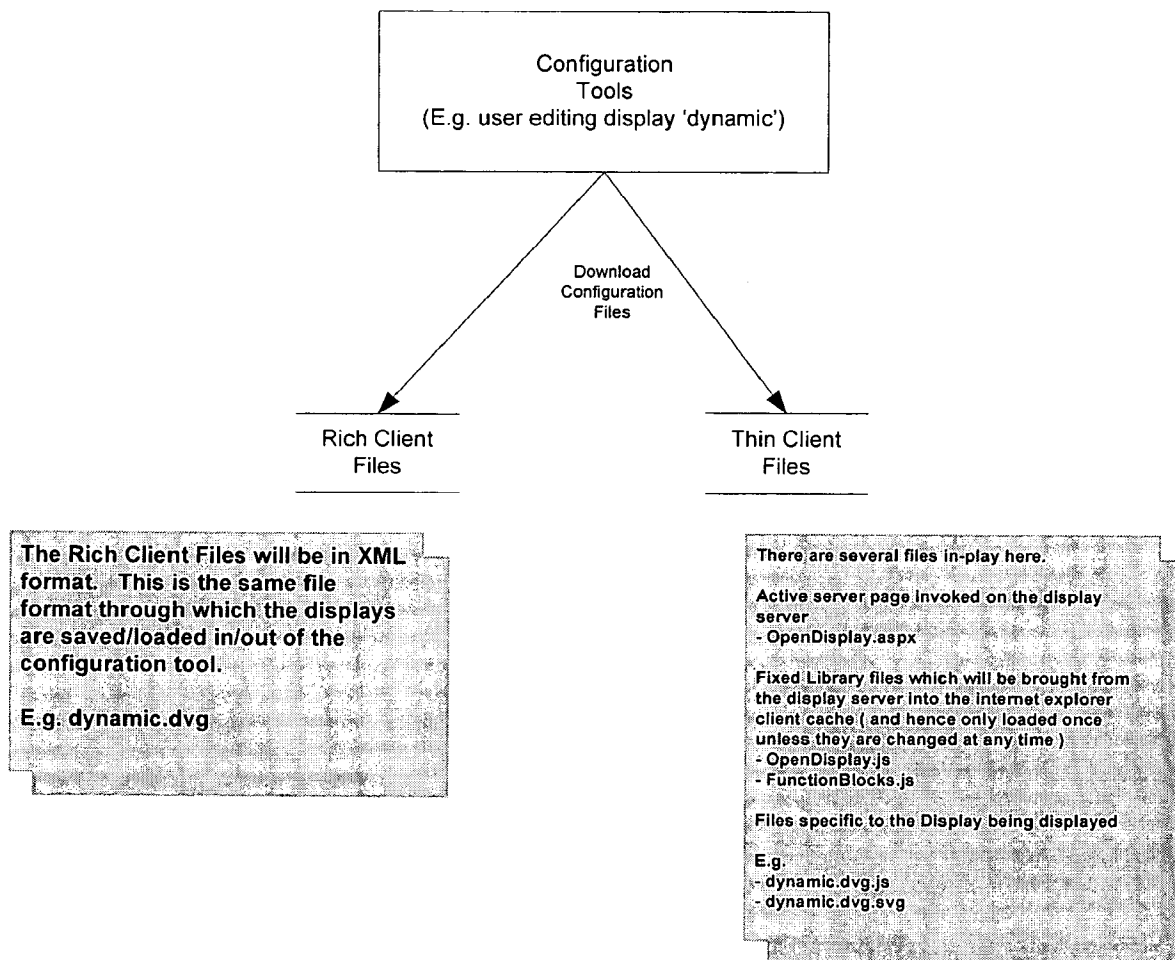 Configuration
Tools
(E.g. user editing display 'dynamic')
Download
Configuration
Files
Rich Client
Files
Thin Client
Files
The Rich Client Files will be in XML
format. This is the same file
format through which the displays
are saved/loaded in/out of the
configuration tool.
E.g. dynamic.dvg
There are several files in-play here.
Active server page invoked on the display
server
- OpenDisplay.aspx
Fixed Library files which will be brought from
the display server into the internet explorer
client cache ( and hence only loaded once
unless they are changed at any time )
- OpenDisplay.js
- FunctionBlocks.js
Files specific to the Display being displayed
E.g.
- dynamic.dvg.js
- dynamic.dvg.svg